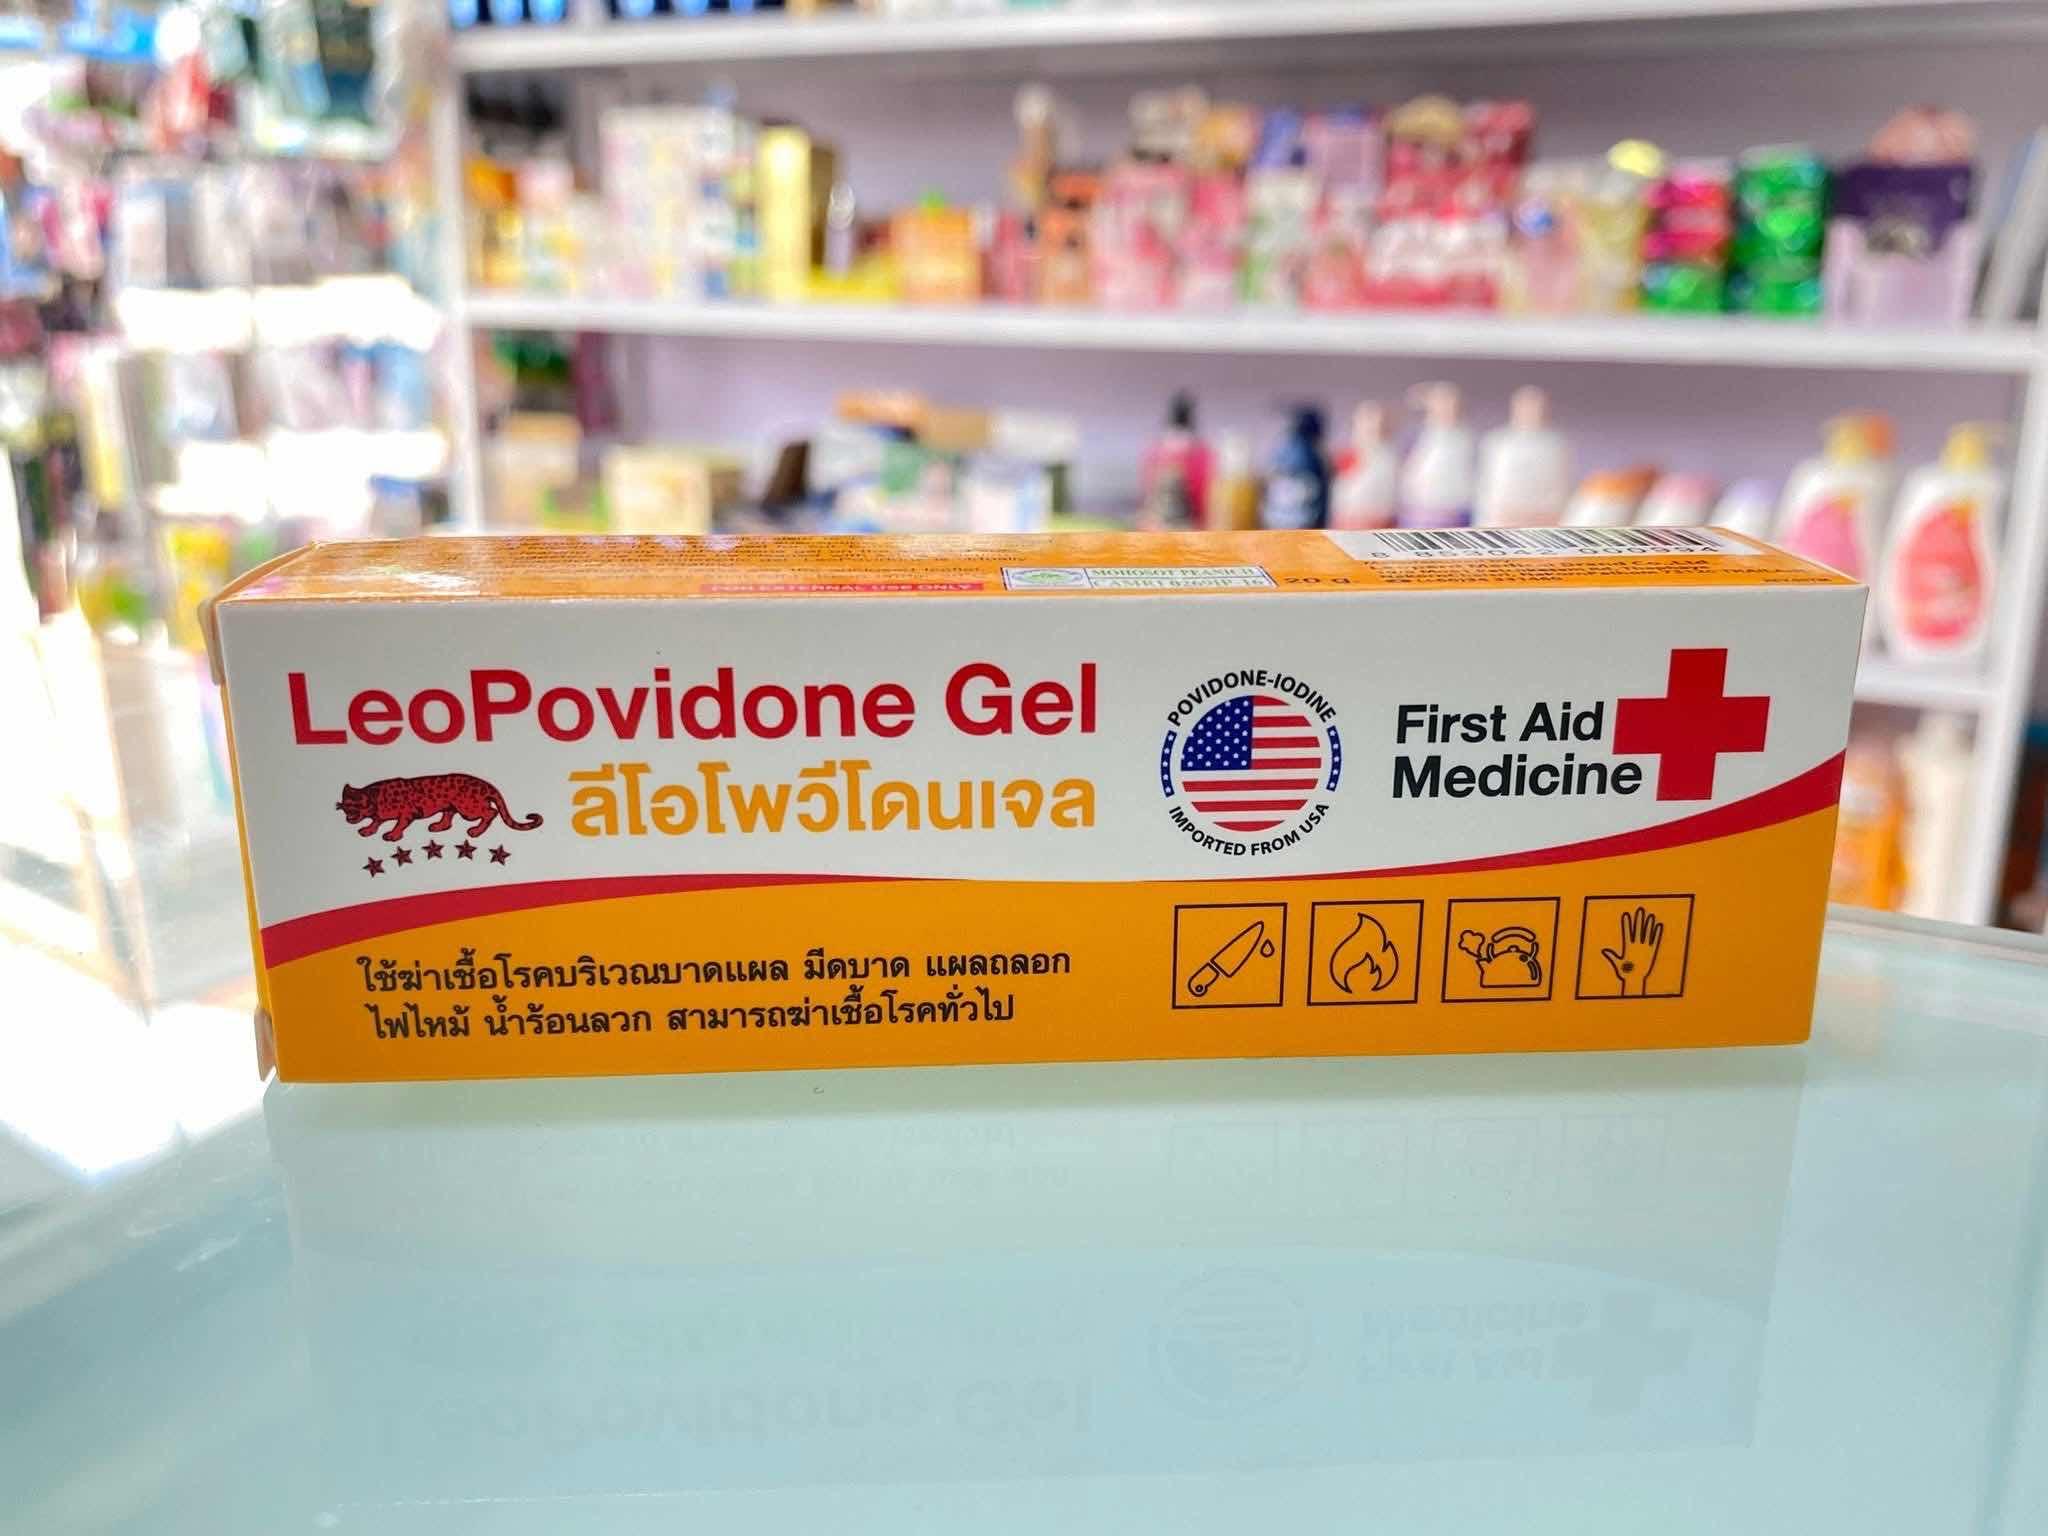 FOR EXTERNAL USE ONLY
20 g.
8 853042 000994
LeoPovidone Gel
ลีโอโพวีโดนเจล
POVIDONE-IODINE
IMPORTED FROM USA
First Aid
Medicine
ใช้ฆ่าเชื้อโรคบริเวณบาดแผล มีดบาด แผลถลอก
ไฟไหม้ น้ำร้อนลวก สามารถฆ่าเชื้อโรคทั่วไป